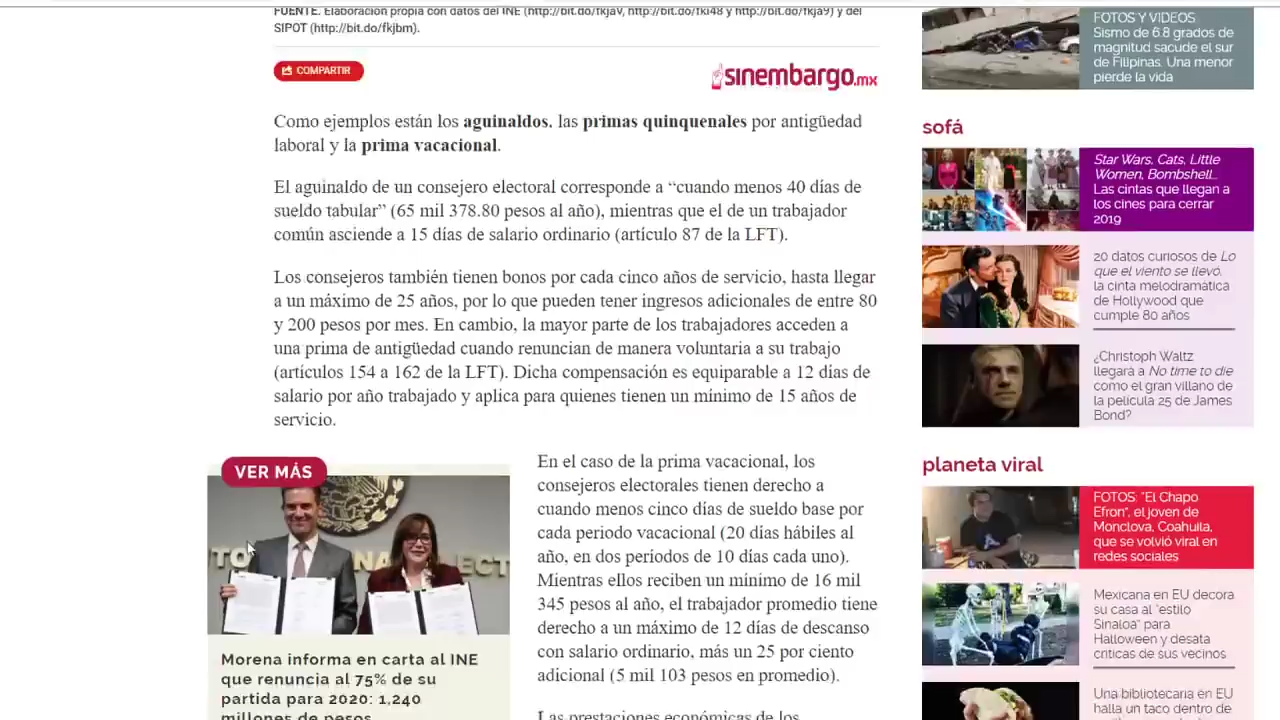 FUENTE. Elaboración propia con datos del INE (http://bit.do/fkjaV, http://bit.do/fki48 y http://bit.do/fkja9) y del
SIPOT (http://bit.do/fkjbm).
COMPARTIR
sinembargo.mx
Como ejemplos están los aguinaldos, las primas quinquenales por antigüedad
laboral y la prima vacacional.
El aguinaldo de un consejero electoral corresponde a “cuando menos 40 días de
sueldo tabular” (65 mil 378.80 pesos al año), mientras que el de un trabajador
común asciende a 15 días de salario ordinario (artículo 87 de la LFT).
Los consejeros también tienen bonos por cada cinco años de servicio, hasta llegar
a un máximo de 25 años, por lo que pueden tener ingresos adicionales de entre 80
y 200 pesos por mes. En cambio, la mayor parte de los trabajadores acceden a
una prima de antigüedad cuando renuncian de manera voluntaria a su trabajo
(artículos 154 a 162 de la LFT). Dicha compensación es equiparable a 12 días de
salario por año trabajado y aplica para quienes tienen un mínimo de 15 años de
servicio.
VER MÁS
Morena informa en carta al INE
que renuncia al 75% de su
partida para 2020: 1,240
millones de pesos
En el caso de la prima vacacional, los
consejeros electorales tienen derecho a
cuando menos cinco días de sueldo base por
cada periodo vacacional (20 días hábiles al
año, en dos periodos de 10 días cada uno).
Mientras ellos reciben un mínimo de 16 mil
345 pesos al año, el trabajador promedio tiene
derecho a un máximo de 12 días de descanso
con salario ordinario, más un 25 por ciento
adicional (5 mil 103 pesos en promedio).
Las prestaciones económicas de los
FOTOS Y VIDEOS
Sismo de 6.8 grados de
magnitud sacude el sur
de Filipinas. Una menor
pierde la vida
sofá
Star Wars, Cats, Little
Women, Bombshell...
Las cintas que llegan a
los cines para cerrar
2019
20 datos curiosos de Lo
que el viento se llevó,
la cinta melodramática
de Hollywood que
cumple 80 años
¿Christoph Waltz
llegará a No time to die
como el gran villano de
la película 25 de James
Bond?
planeta viral
FOTOS: “El Chapo
Efron”, el joven de
Monclova, Coahuila,
que se volvió viral en
redes sociales
Mexicana en EU decora
su casa al “estilo
Sinaloa” para
Halloween y desata
críticas de sus vecinos
Una bibliotecaria en EU
halla un taco dentro de